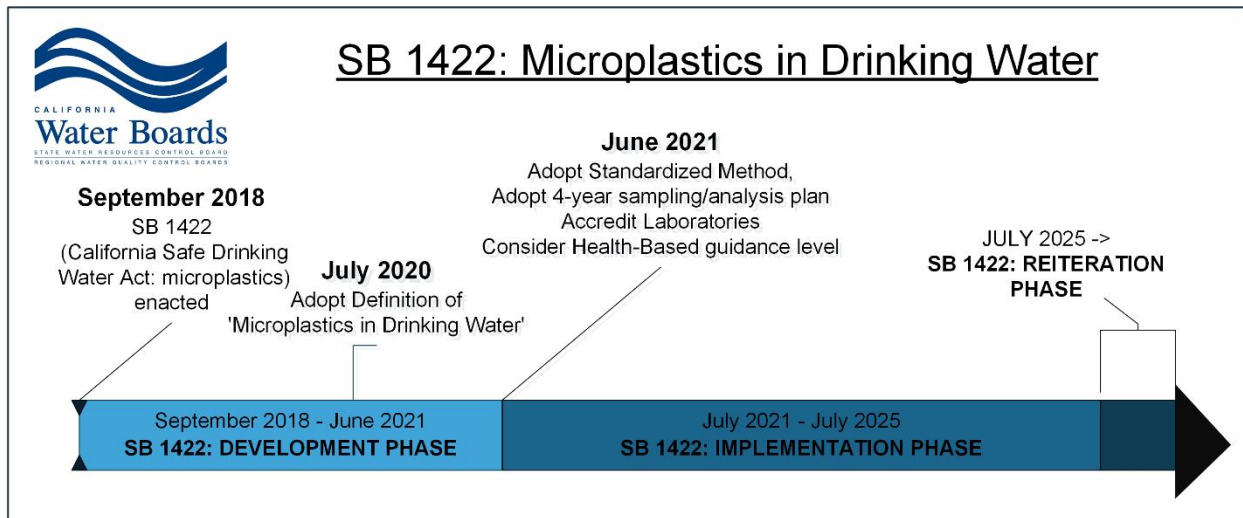 SB 1422: Microplastics in Drinking Water
CALIFORNIA
Water Boards
STATE WATER RESOURCES CONTROL BOARD
REGIONAL WATER QUALITY CONTROL BOARDS
September 2018
SB 1422
(California Safe Drinking
Water Act: microplastics)
enacted
July 2020
Adopt Definition of
'Microplastics in Drinking Water'
June 2021
Adopt Standardized Method,
Adopt 4-year sampling/analysis plan
Accredit Laboratories
Consider Health-Based guidance level
JULY 2025 ->
SB 1422: REITERATION
PHASE
September 2018 - June 2021
SB 1422: DEVELOPMENT PHASE
July 2021 - July 2025
SB 1422: IMPLEMENTATION PHASE